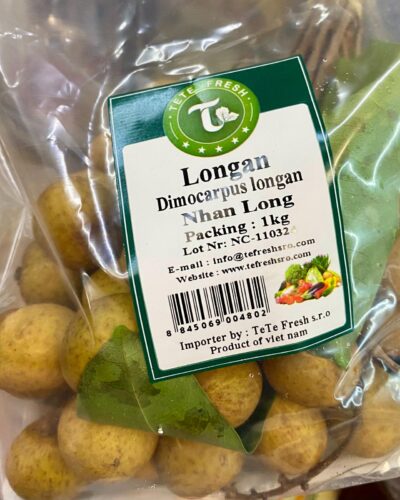 TETE FRESH
Longan
Dimocarpus longan
Nhan Long
Packing : 1kg
Lot Nr: NC-11032
E-mail : info@tefreshsro.com
Website : www.tefreshsro.com
8 845069 004802
Importer by : TeTe Fresh s.r.o
Product of viet nam